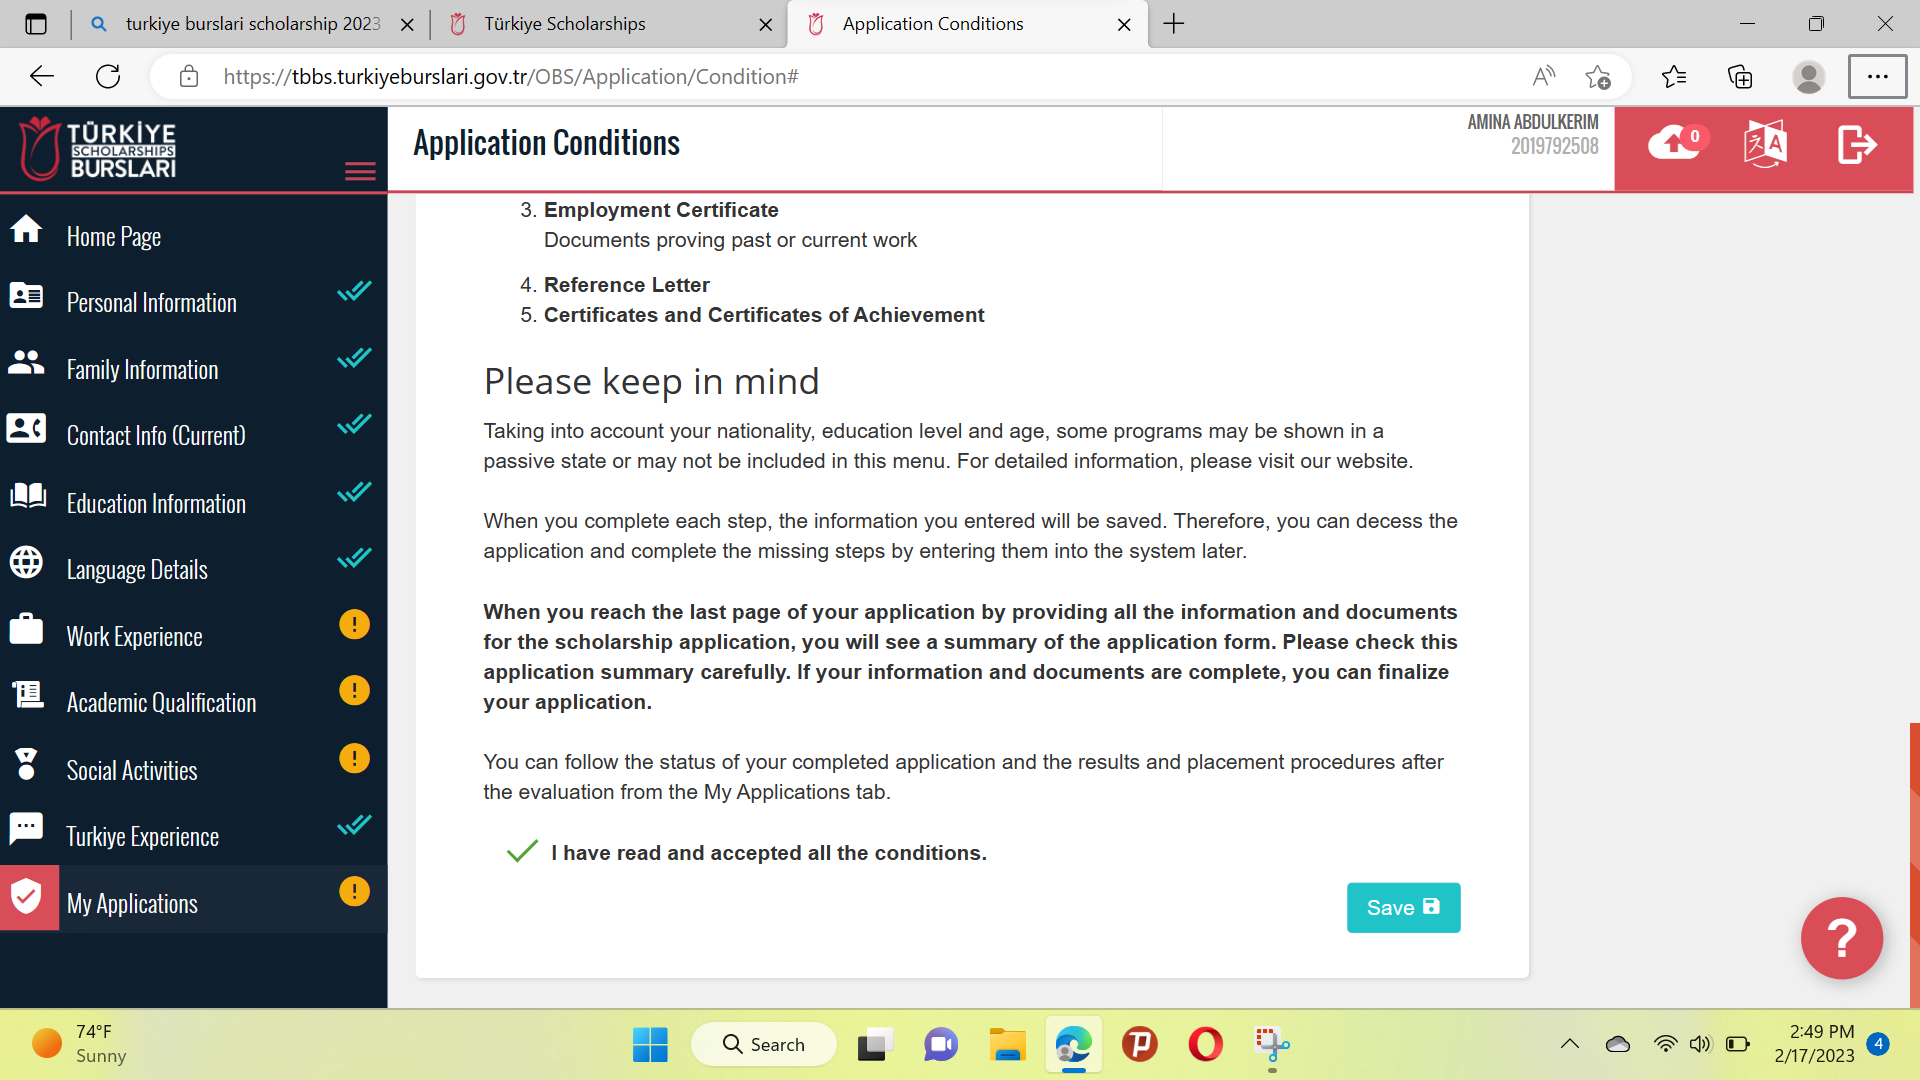 turkiye burslari scholarship 2023
Türkiye Scholarships
Application Conditions
https://tbbs.turkiyeburslari.gov.tr/OBS/Application/Condition#
TÜRKİYE
SCHOLARSHIPS
BURSLARI
Application Conditions
AMINA ABDULKERIM
2019792508
0
Home Page
Personal Information
Family Information
Contact Info (Current)
Education Information
Language Details
Work Experience
Academic Qualification
Social Activities
Turkiye Experience
My Applications
3. Employment Certificate
Documents proving past or current work
4. Reference Letter
5. Certificates and Certificates of Achievement
Please keep in mind
Taking into account your nationality, education level and age, some programs may be shown in a
passive state or may not be included in this menu. For detailed information, please visit our website.
When you complete each step, the information you entered will be saved. Therefore, you can decess the
application and complete the missing steps by entering them into the system later.
When you reach the last page of your application by providing all the information and documents
for the scholarship application, you will see a summary of the application form. Please check this
application summary carefully. If your information and documents are complete, you can finalize
your application.
You can follow the status of your completed application and the results and placement procedures after
the evaluation from the My Applications tab.
I have read and accepted all the conditions.
Save
?
74°F
Sunny
Search
2:49 PM
2/17/2023
4